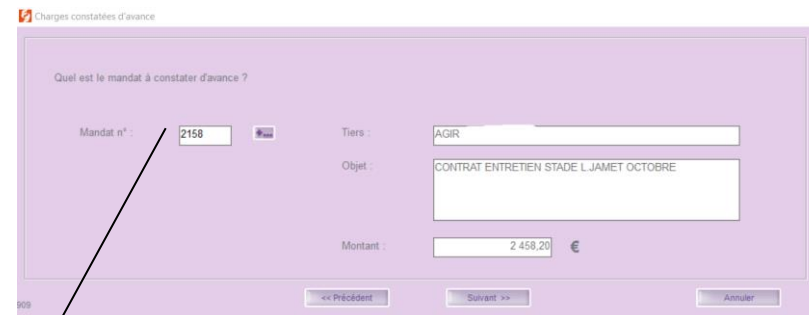 Charges constatées d'avance
Quel est le mandat à constater d'avance ?
Mandat n° : 2158 Tiers : AGIR
Objet : CONTRAT ENTRETIEN STADE L.JAMET OCTOBRE
Montant : 2 458,20 €
909 << Précédent Suivant >> Annuler